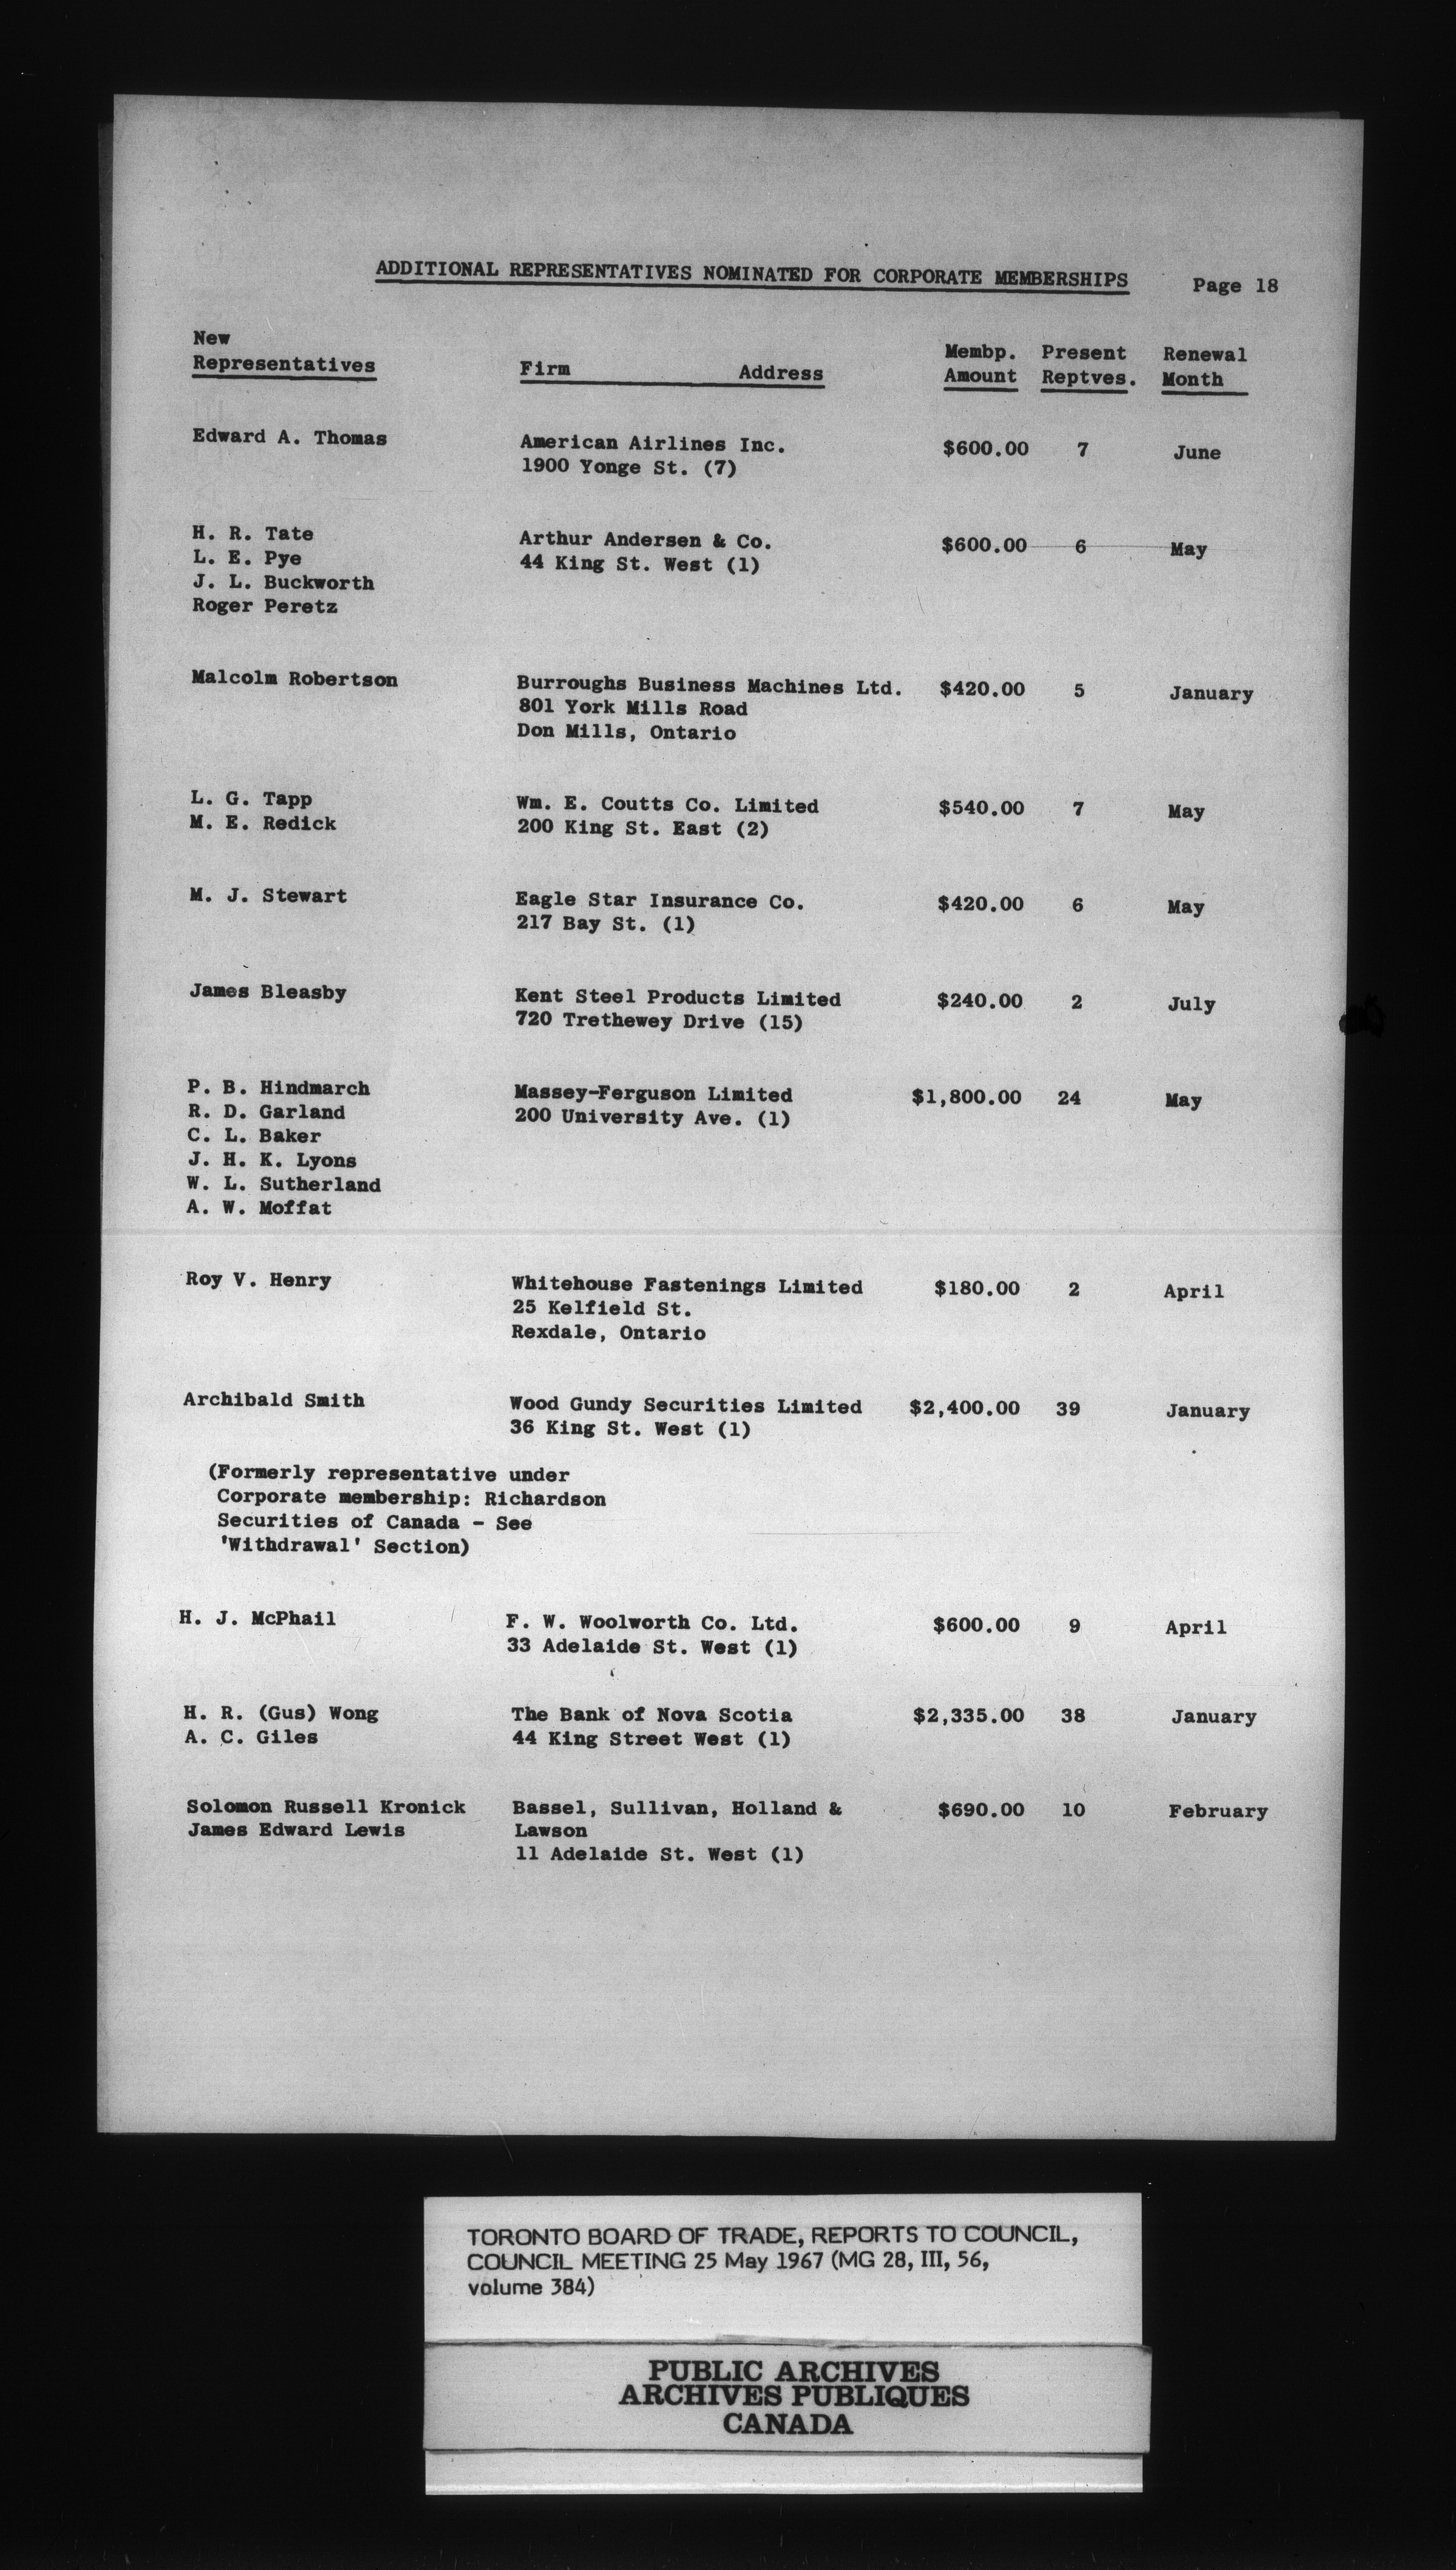 ADDITIONAL REPRESENTATIVES NOMINATED FOR CORPORATE MEMBERSHIPS Page 18
New
Representatives Firm Address Membp. Amount Present Reptves. Renewal Month
Edward A. Thomas American Airlines Inc. $600.00 7 June
1900 Yonge St. (7)
H. R. Tate Arthur Andersen & Co. $600.00 6 May
L. E. Pye 44 King St. West (1)
J. L. Buckworth
Roger Peretz
Malcolm Robertson Burroughs Business Machines Ltd. $420.00 5 January
801 York Mills Road
Don Mills, Ontario
L. G. Tapp Wm. E. Coutts Co. Limited $540.00 7 May
M. E. Redick 200 King St. East (2)
M. J. Stewart Eagle Star Insurance Co. $420.00 6 May
217 Bay St. (1)
James Bleasby Kent Steel Products Limited $240.00 2 July
720 Trethewey Drive (15)
P. B. Hindmarch Massey-Ferguson Limited $1,800.00 24 May
R. D. Garland 200 University Ave. (1)
C. L. Baker
J. H. K. Lyons
W. L. Sutherland
A. W. Moffat
Roy V. Henry Whitehouse Fastenings Limited $180.00 2 April
25 Kelfield St.
Rexdale, Ontario
Archibald Smith Wood Gundy Securities Limited $2,400.00 39 January
36 King St. West (1)
(Formerly representative under
Corporate membership: Richardson
Securities of Canada - See
'Withdrawal' Section)
H. J. McPhail F. W. Woolworth Co. Ltd. $600.00 9 April
33 Adelaide St. West (1)
H. R. (Gus) Wong The Bank of Nova Scotia $2,335.00 38 January
A. C. Giles 44 King Street West (1)
Solomon Russell Kronick Bassel, Sullivan, Holland & $690.00 10 February
James Edward Lewis Lawson
11 Adelaide St. West (1)
TORONTO BOARD OF TRADE, REPORTS TO COUNCIL,
COUNCIL MEETING 25 May 1967 (MG 28, III, 56,
volume 384)
PUBLIC ARCHIVES
ARCHIVES PUBLIQUES
CANADA